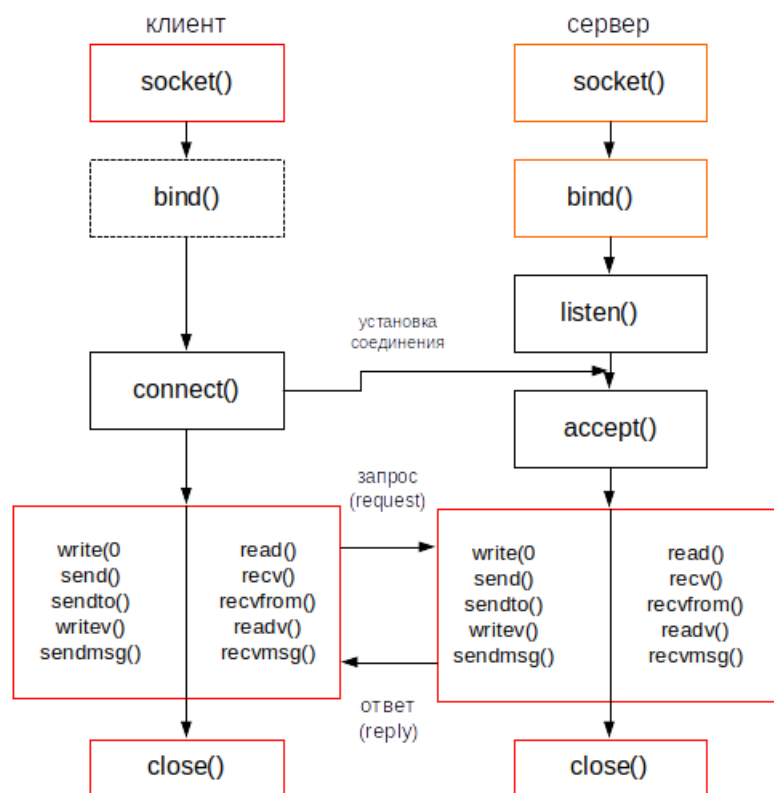 клиент
сервер
socket()
socket()
bind()
bind()
listen()
установка
соединения
connect()
accept()
запрос
(request)
write(0
send()
sendto()
writev()
sendmsg()
read()
recv()
recvfrom()
readv()
recvmsg()
write(0
send()
sendto()
writev()
sendmsg()
read()
recv()
recvfrom()
readv()
recvmsg()
ответ
(reply)
close()
close()